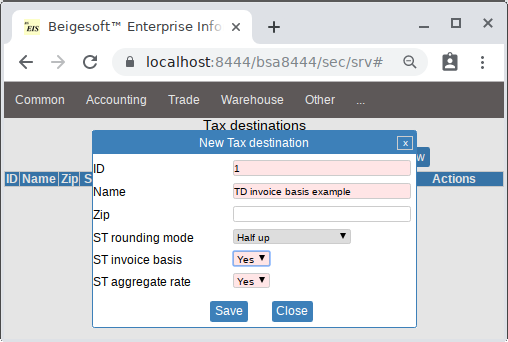 EIS Beigesoft™ Enterprise Info
localhost:8444/bsa8444/sec/srv#
Common Accounting Trade Warehouse Other ...
Tax destinations
New Tax destination x
w
ID Name Zip S Actions
ID 1
Name TD invoice basis example
Zip
ST rounding mode Half up
ST invoice basis Yes
ST aggregate rate Yes
Save Close